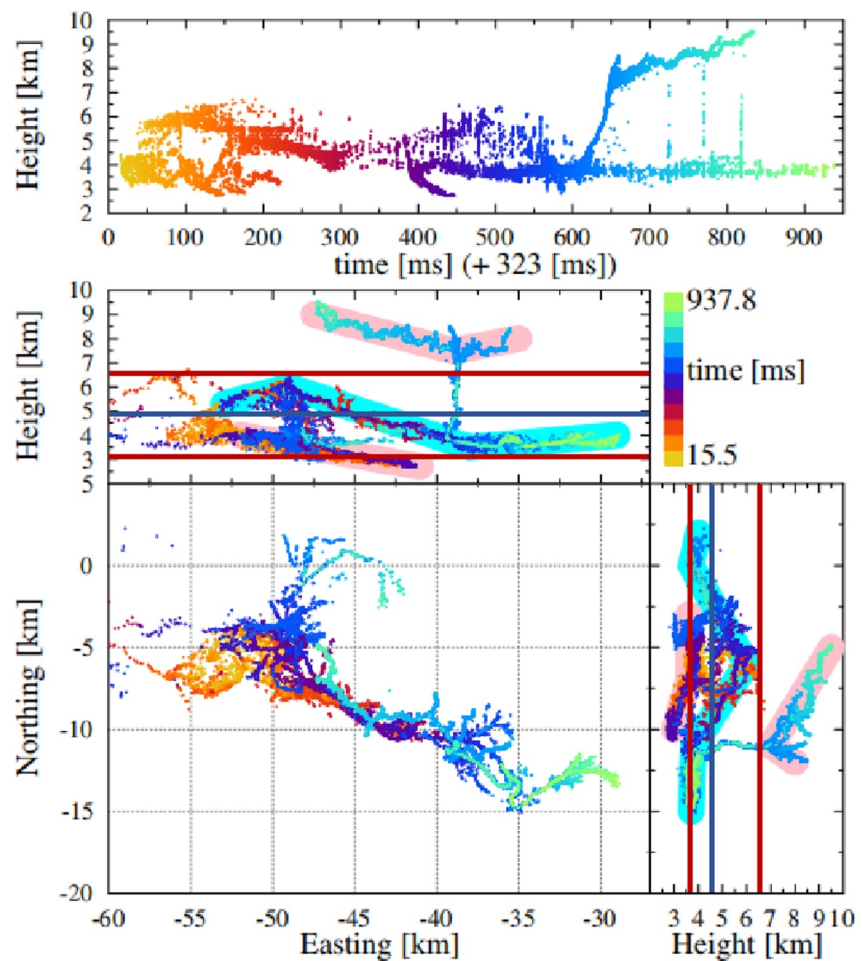 10
9
8
7
6
5
4
3
2
Height [km]
0 100 200 300 400 500 600 700 800 900
time [ms] (+ 323 [ms])
10
9
8
7
6
5
4
3
Height [km]
937.8
time [ms]
15.5
5
0
-5
-10
-15
-20
Northing [km]
-60 -55 -50 -45 -40 -35 -30
Easting [km]
3 4 5 6 7 8 9 10
Height [km]